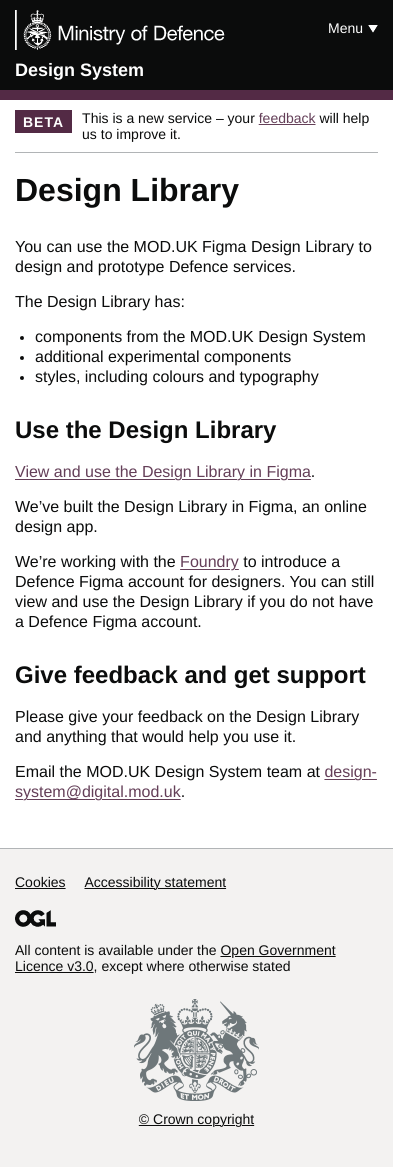 Ministry of Defence
Menu
Design System
BETA
This is a new service – your feedback will help
us to improve it.
Design Library
You can use the MOD.UK Figma Design Library to
design and prototype Defence services.
The Design Library has:
components from the MOD.UK Design System
additional experimental components
styles, including colours and typography
Use the Design Library
View and use the Design Library in Figma.
We’ve built the Design Library in Figma, an online
design app.
We’re working with the Foundry to introduce a
Defence Figma account for designers. You can still
view and use the Design Library if you do not have
a Defence Figma account.
Give feedback and get support
Please give your feedback on the Design Library
and anything that would help you use it.
Email the MOD.UK Design System team at design-
system@digital.mod.uk.
Cookies Accessibility statement
OGL
All content is available under the Open Government
Licence v3.0, except where otherwise stated
DIEU ET MON DROIT
© Crown copyright